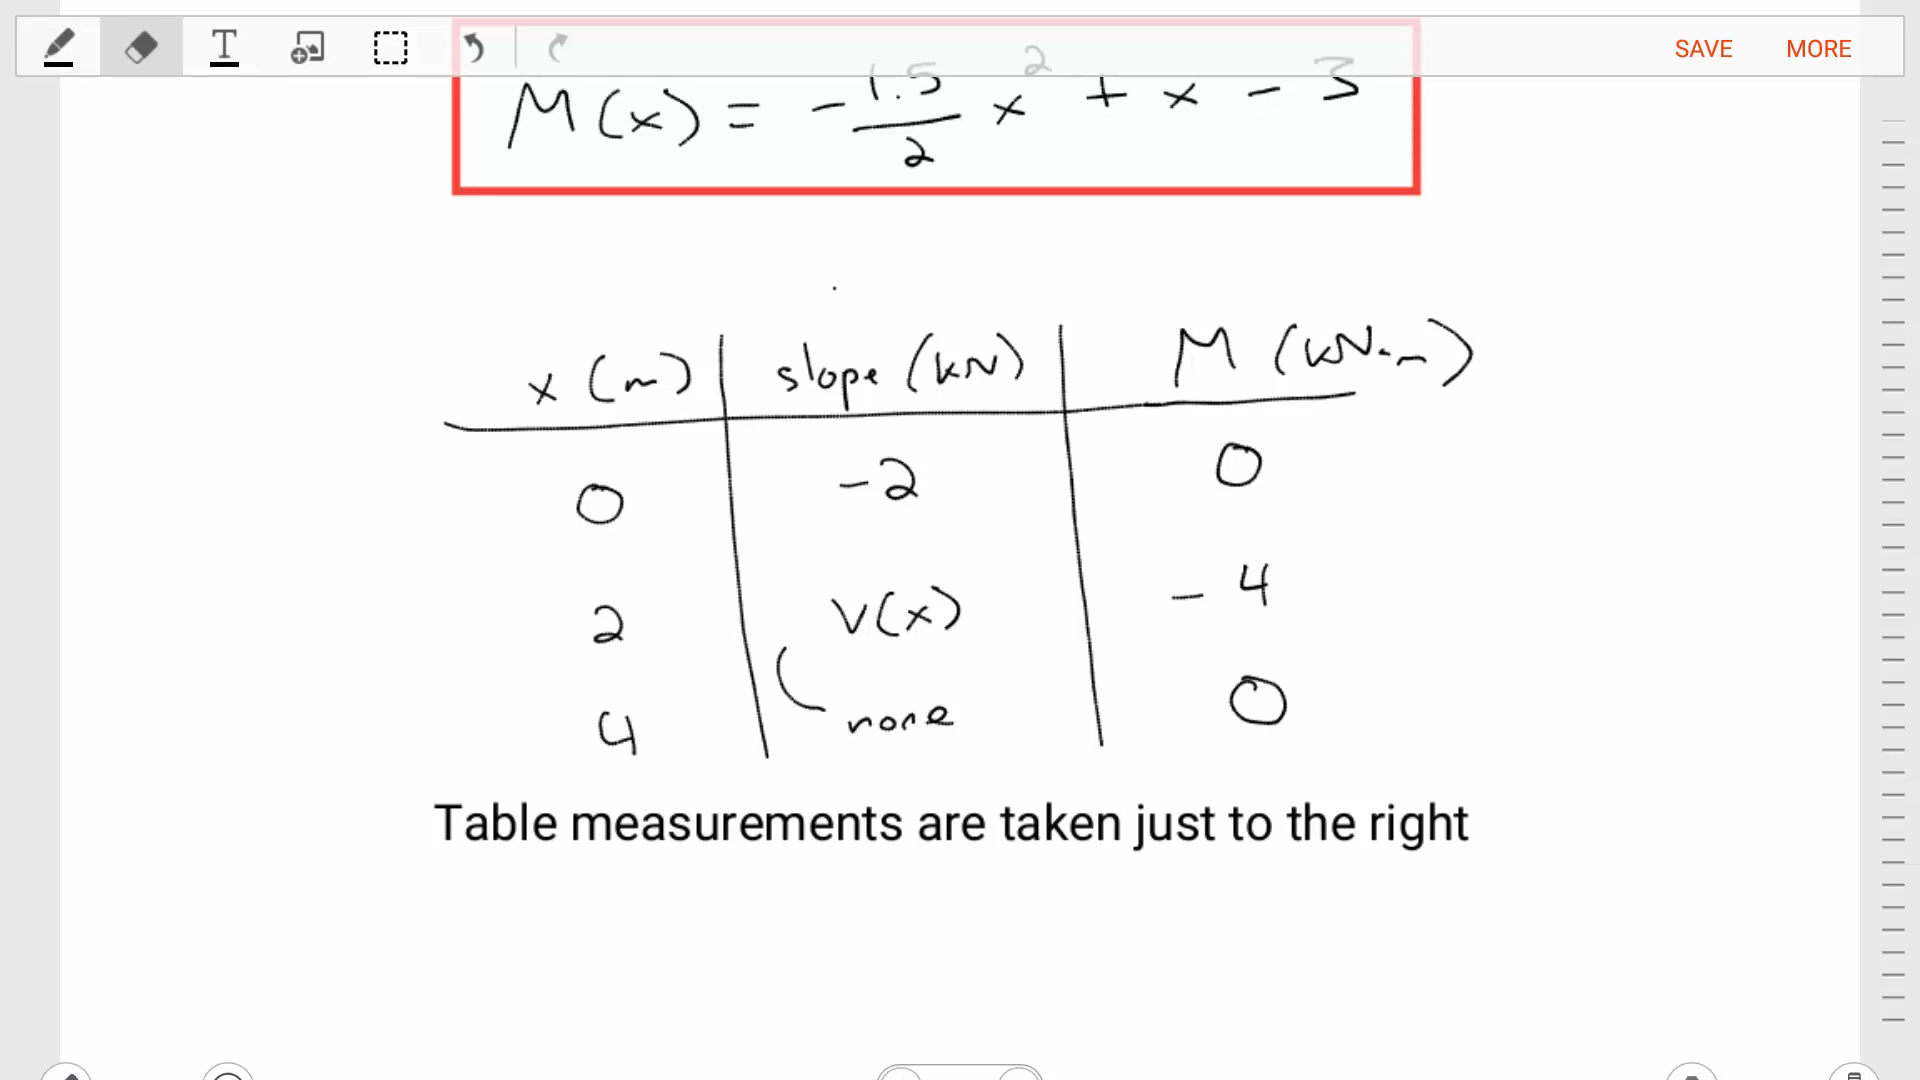 T SAVE MORE
M(x) = - 1.5/2 x² + x - 3
x (m) slope (kN) M (kN·m)
0 -2 0
2 V(x) -4
4 none 0
Table measurements are taken just to the right